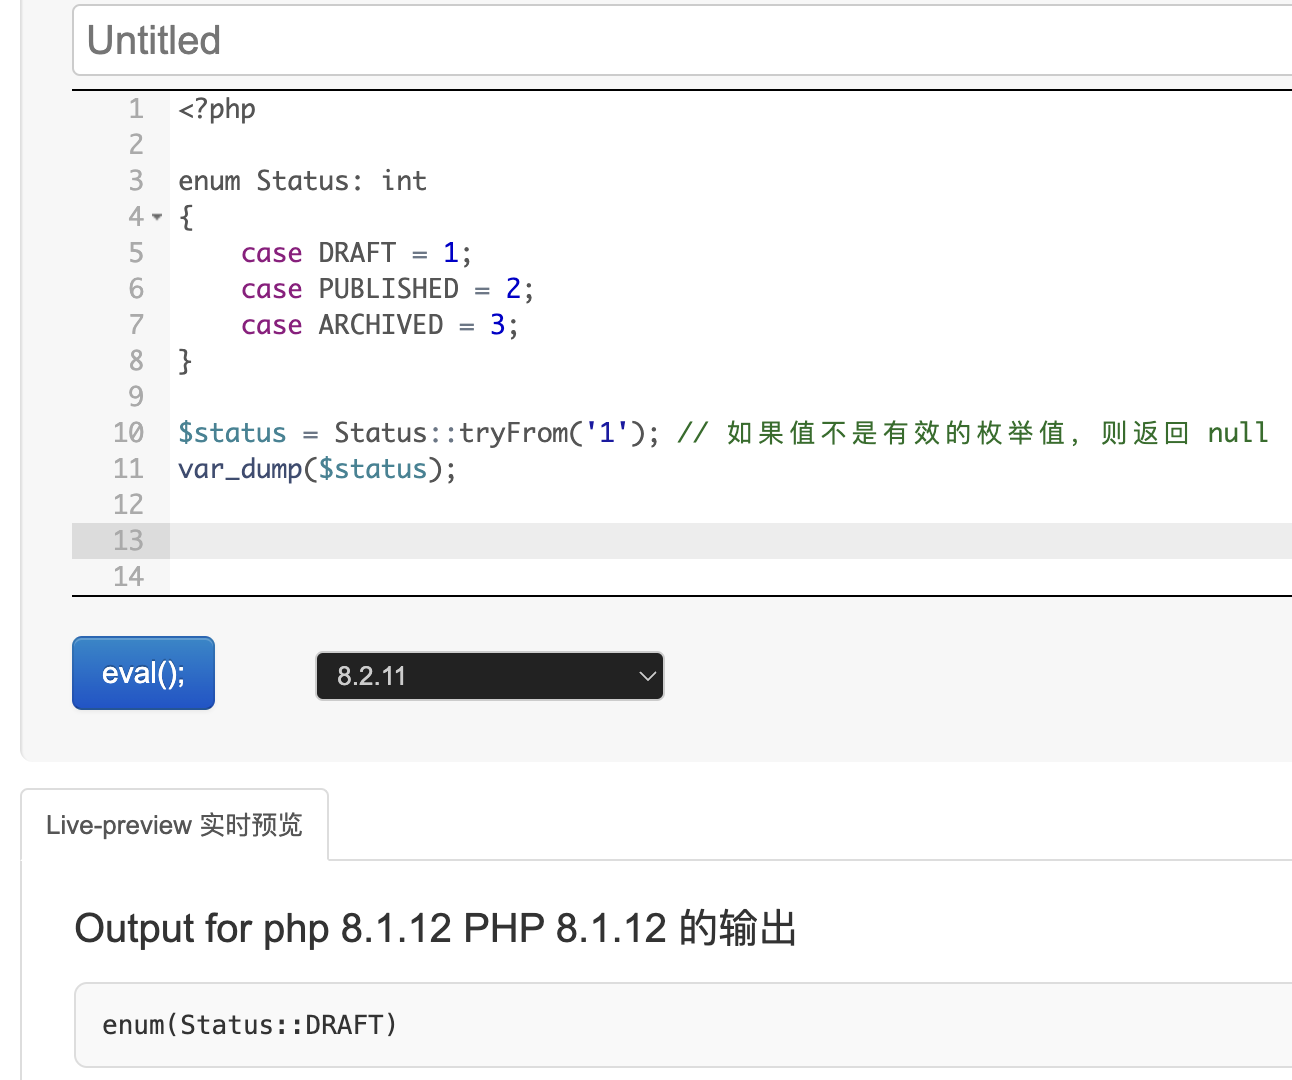 Untitled
1 <?php
2
3 enum Status: int
4 {
5     case DRAFT = 1;
6     case PUBLISHED = 2;
7     case ARCHIVED = 3;
8 }
9
10 $status = Status::tryFrom('1'); // 如果值不是有效的枚举值，则返回 null
11 var_dump($status);
12
13
14
eval(); 8.2.11
Live-preview 实时预览
Output for php 8.1.12 PHP 8.1.12 的输出
enum(Status::DRAFT)